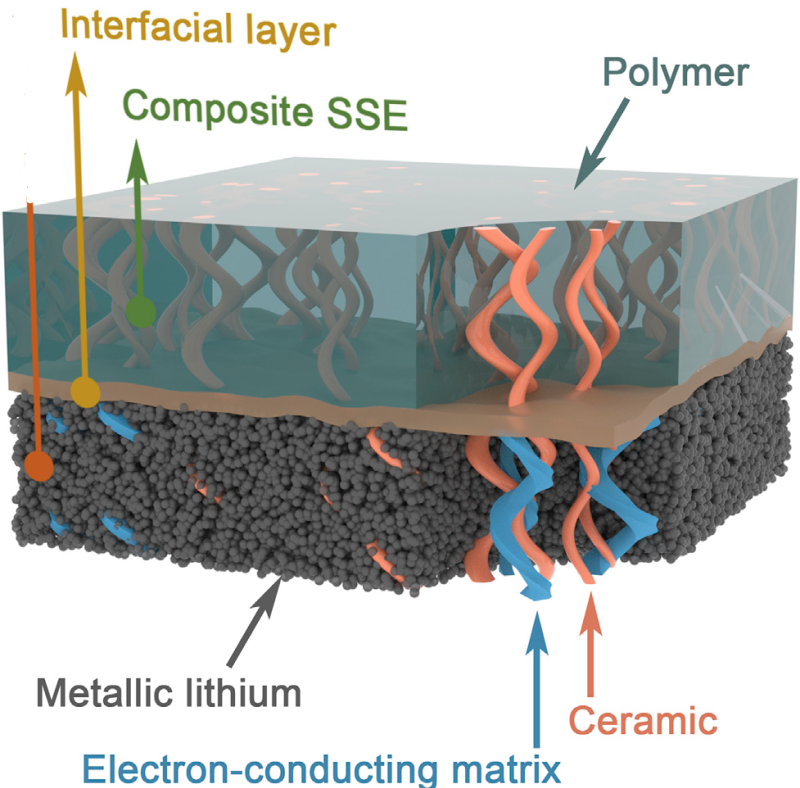 Interfacial layer
Polymer
Composite SSE
Metallic lithium
Ceramic
Electron-conducting matrix